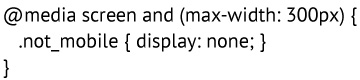 @media screen and (max-width: 300px) {
  .not_mobile { display: none; }
}